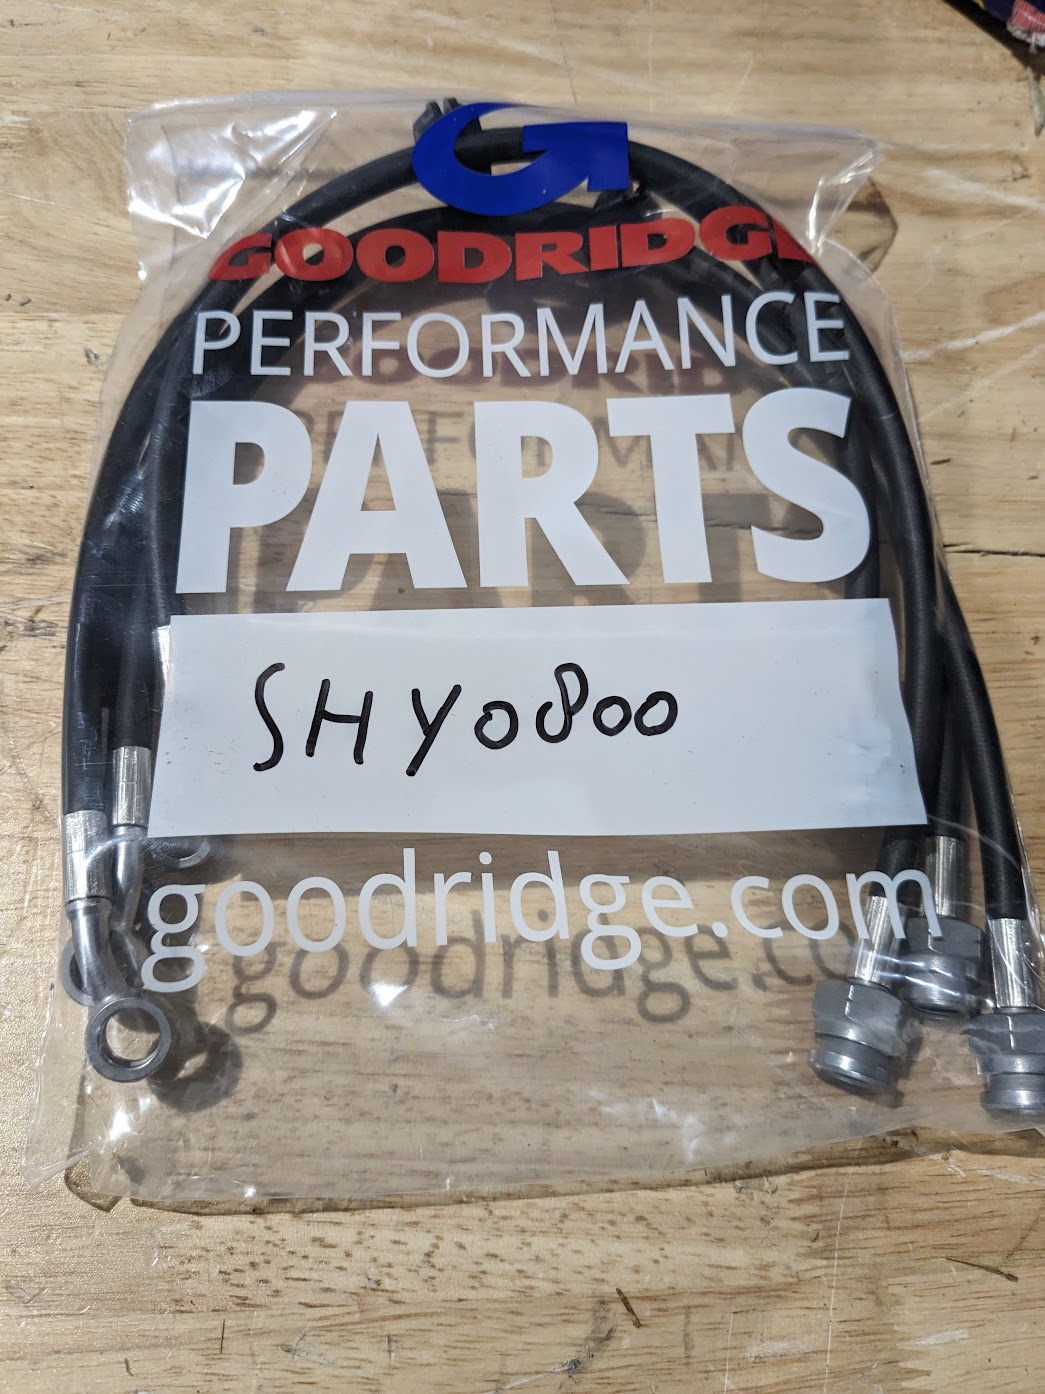 GOODRIDGE
PERFORMANCE
PARTS
SHY0800
goodridge.com